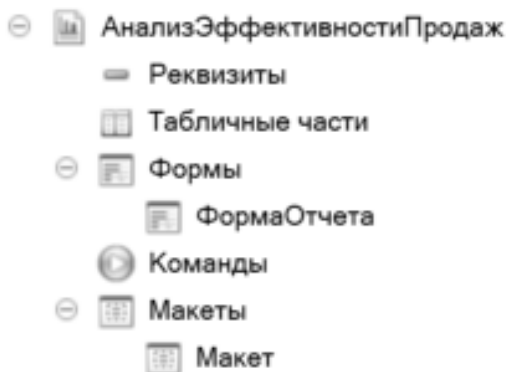 АнализЭффективностиПродаж
Реквизиты
Табличные части
Формы
ФормаОтчета
Команды
Макеты
Макет